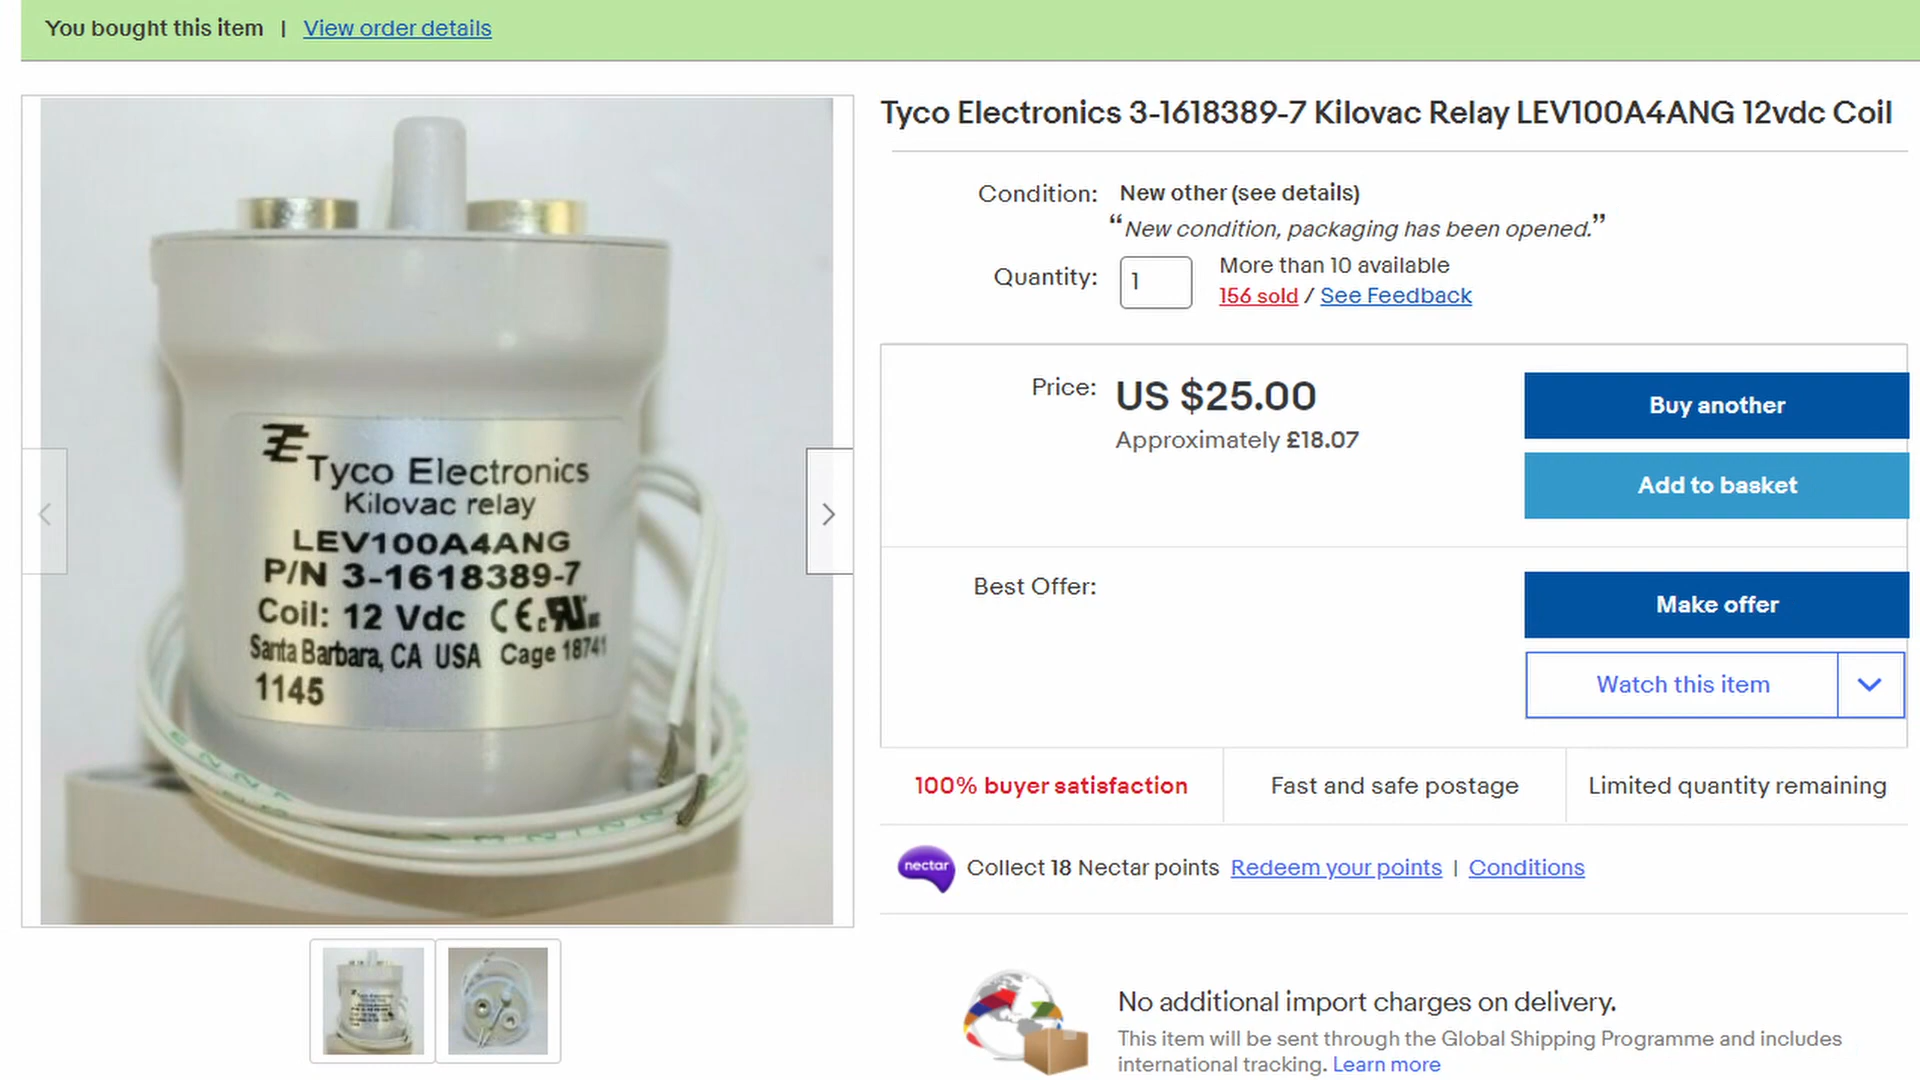 You bought this item | View order details
Tyco Electronics 3-1618389-7 Kilovac Relay LEV100A4ANG 12vdc Coil
Condition: New other (see details)
“New condition, packaging has been opened.”
Quantity: 1 More than 10 available
156 sold / See Feedback
Price: US $25.00
Approximately £18.07
Buy another
Add to basket
Best Offer:
Make offer
Watch this item
100% buyer satisfaction
Fast and safe postage
Limited quantity remaining
nectar Collect 18 Nectar points Redeem your points | Conditions
No additional import charges on delivery.
This item will be sent through the Global Shipping Programme and includes
international tracking. Learn more
Tyco Electronics
Kilovac relay
LEV100A4ANG
P/N 3-1618389-7
Coil: 12 Vdc CE
Santa Barbara, CA USA Cage 18741
1145